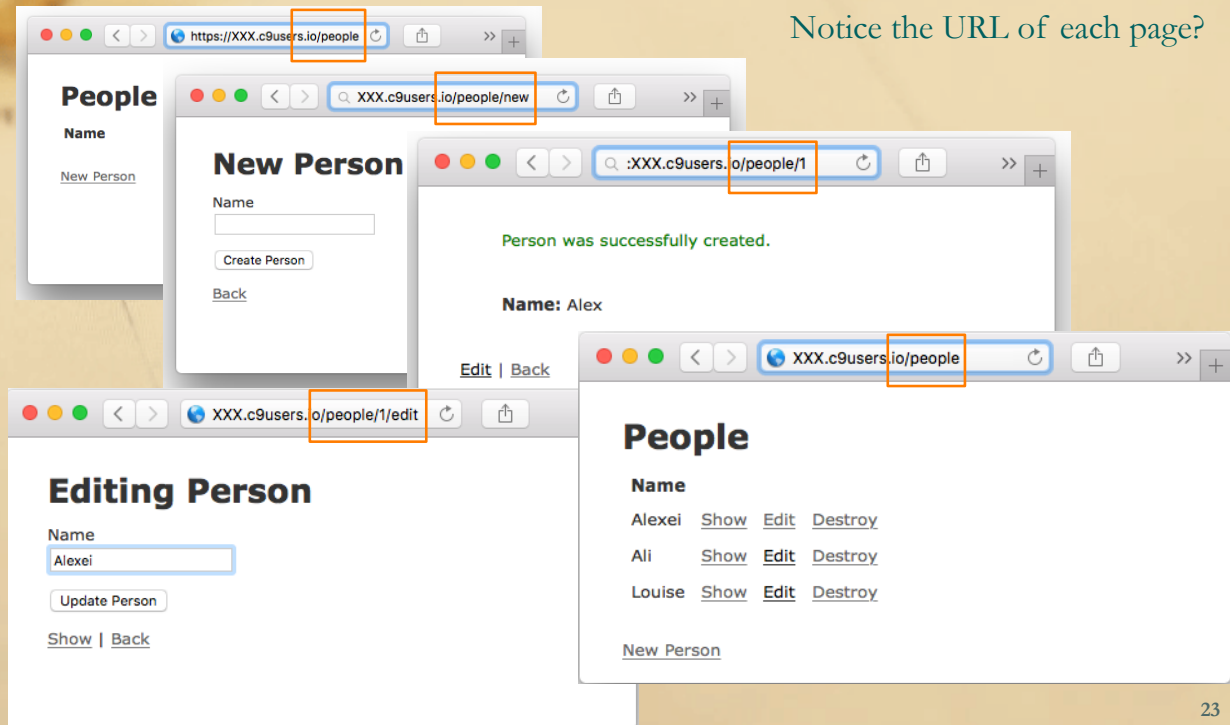 Notice the URL of each page?
https://XXX.c9users.io/people
People
Name
New Person
XXX.c9users.io/people/new
New Person
Name
Create Person
Back
:XXX.c9users.io/people/1
Person was successfully created.
Name: Alex
Edit | Back
XXX.c9users.io/people/1/edit
Editing Person
Name
Alexei
Update Person
Show | Back
XXX.c9users.io/people
People
Name
Alexei Show Edit Destroy
Ali Show Edit Destroy
Louise Show Edit Destroy
New Person
23